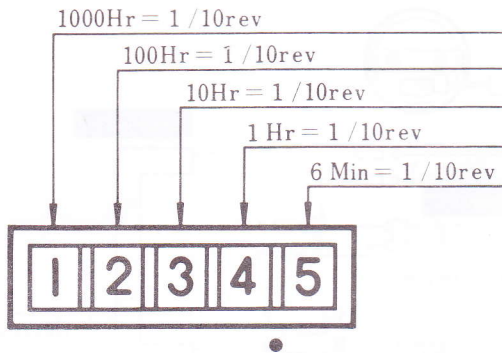 1000Hr = 1/10rev
100Hr = 1/10rev
10Hr = 1/10rev
1 Hr = 1/10rev
6 Min = 1/10rev
1 2 3 4 5